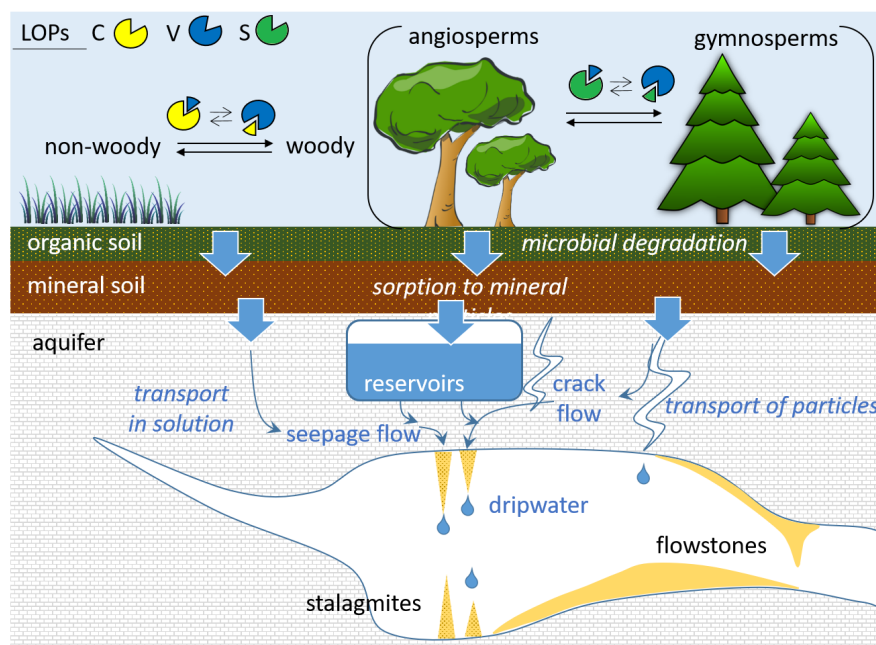 LOPs C V S
angiosperms
gymnosperms
non-woody
woody
organic soil
microbial degradation
mineral soil
sorption to mineral
aquifer
reservoirs
transport
in solution
seepage flow
crack
flow
transport of particles
dripwater
flowstones
stalagmites